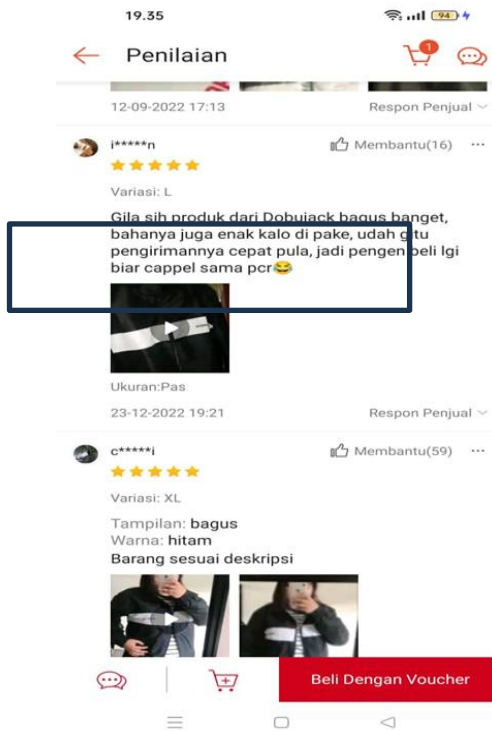 19.35
94
Penilaian
1
12-09-2022 17:13
Respon Penjual
i*****n
Membantu(16)
Variasi: L
Gila sih produk dari Dobujack bagus banget,
bahanya juga enak kalo di pake, udah gitu
pengirimannya cepat pula, jadi pengen beli lgi
biar cappel sama pcr😂
Ukuran:Pas
23-12-2022 19:21
Respon Penjual
c*****i
Membantu(59)
Variasi: XL
Tampilan: bagus
Warna: hitam
Barang sesuai deskripsi
Beli Dengan Voucher